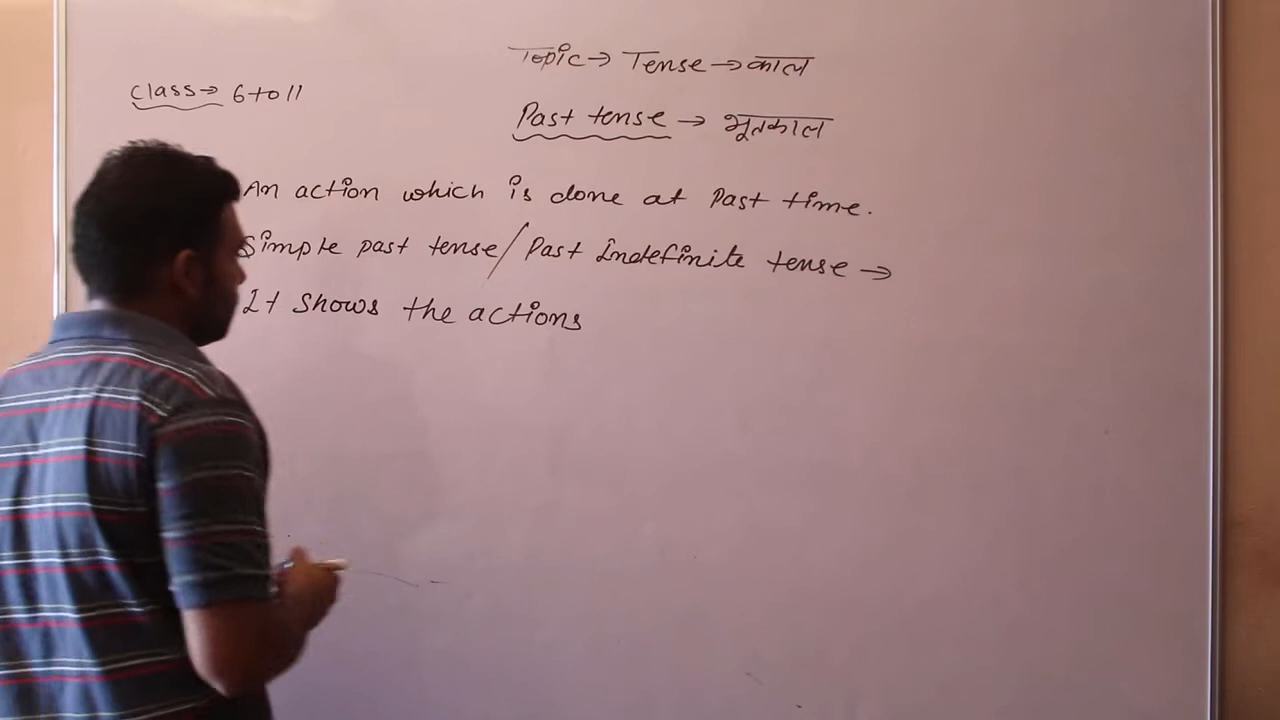 Topic → Tense → काल
Class → 6 to 11
Past tense → भूतकाल
An action which is done at Past time.
Simple past tense / Past Indefinite tense →
It shows the actions